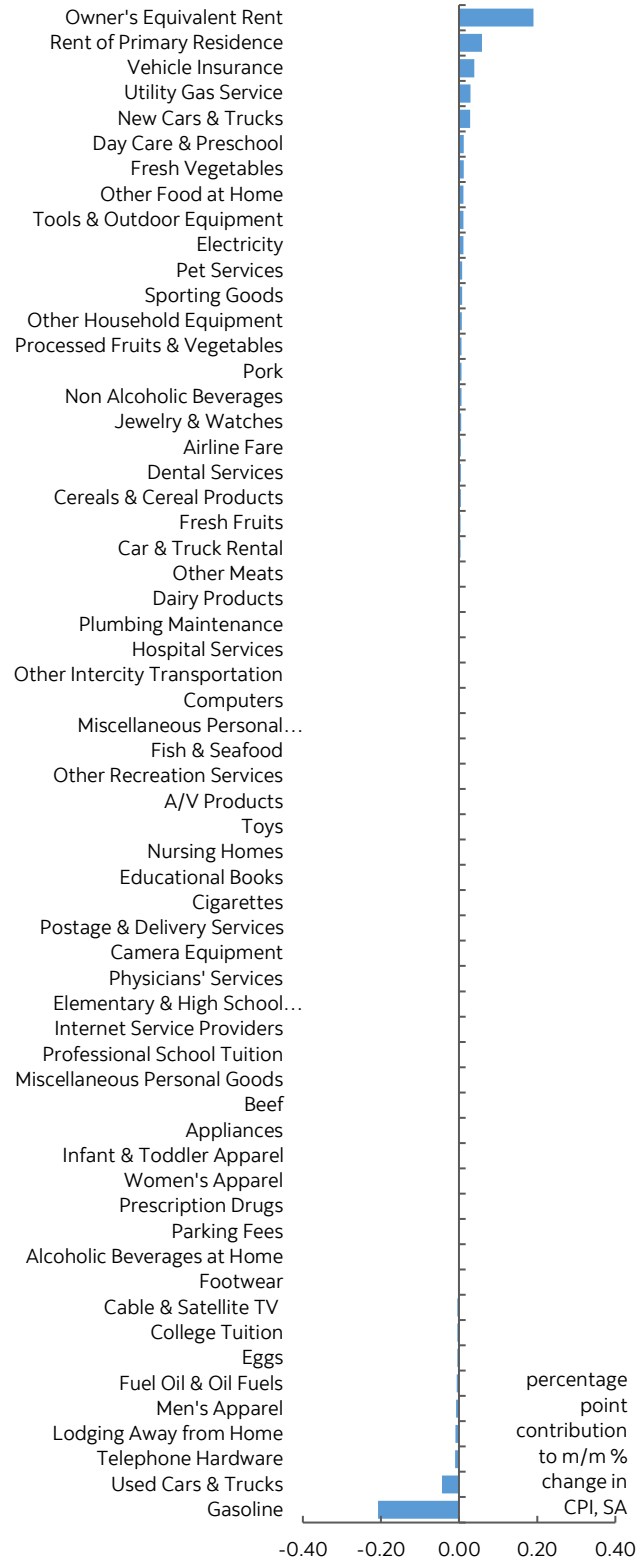 Owner's Equivalent Rent
Rent of Primary Residence
Vehicle Insurance
Utility Gas Service
New Cars & Trucks
Day Care & Preschool
Fresh Vegetables
Other Food at Home
Tools & Outdoor Equipment
Electricity
Pet Services
Sporting Goods
Other Household Equipment
Processed Fruits & Vegetables
Pork
Non Alcoholic Beverages
Jewelry & Watches
Airline Fare
Dental Services
Cereals & Cereal Products
Fresh Fruits
Car & Truck Rental
Other Meats
Dairy Products
Plumbing Maintenance
Hospital Services
Other Intercity Transportation
Computers
Miscellaneous Personal…
Fish & Seafood
Other Recreation Services
A/V Products
Toys
Nursing Homes
Educational Books
Cigarettes
Postage & Delivery Services
Camera Equipment
Physicians' Services
Elementary & High School…
Internet Service Providers
Professional School Tuition
Miscellaneous Personal Goods
Beef
Appliances
Infant & Toddler Apparel
Women's Apparel
Prescription Drugs
Parking Fees
Alcoholic Beverages at Home
Footwear
Cable & Satellite TV
College Tuition
Eggs
Fuel Oil & Oil Fuels
Men's Apparel
Lodging Away from Home
Telephone Hardware
Used Cars & Trucks
Gasoline
percentage
point
contribution
to m/m %
change in
CPI, SA
-0.40 -0.20 0.00 0.20 0.40